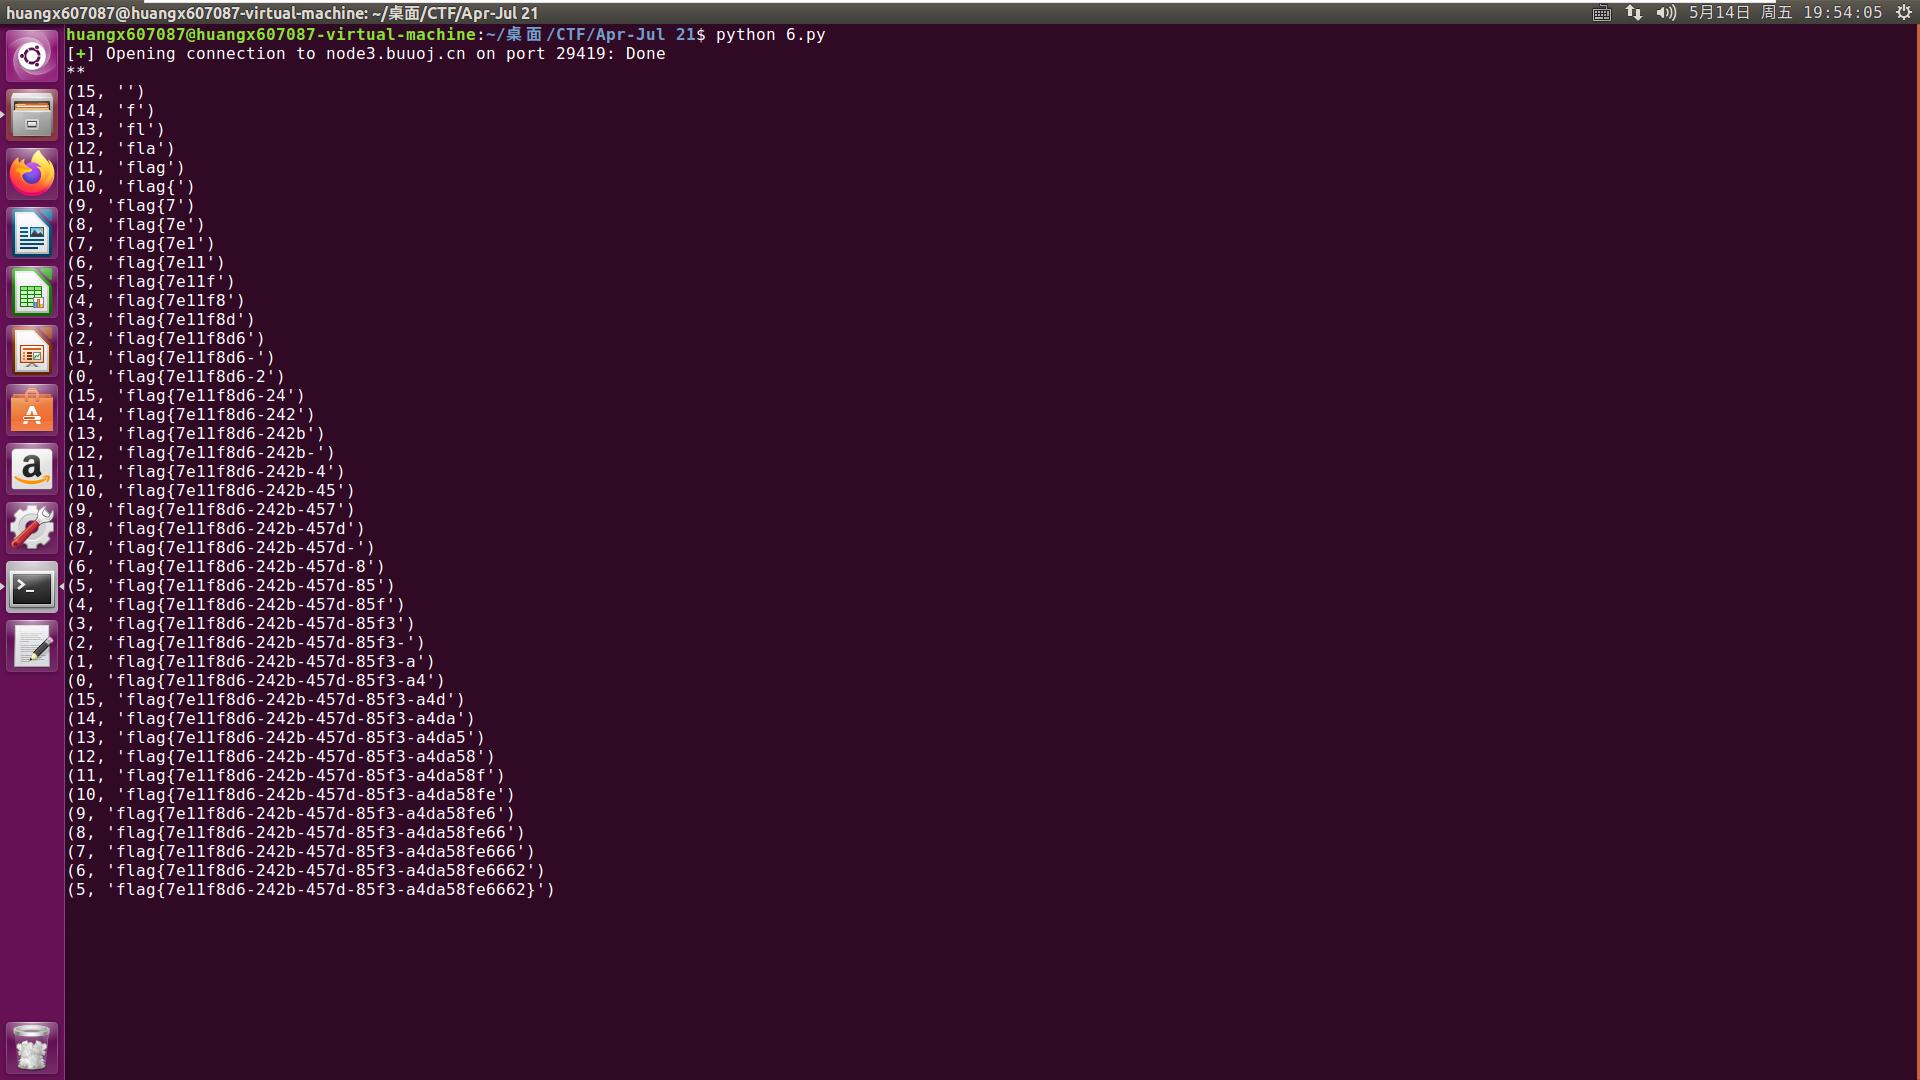 huangx607087@huangx607087-virtual-machine: ~/桌面/CTF/Apr-Jul 21
5月14日 周五 19:54:05
huangx607087@huangx607087-virtual-machine:~/桌面/CTF/Apr-Jul 21$ python 6.py
[+] Opening connection to node3.buuoj.cn on port 29419: Done
**
(15, '')
(14, 'f')
(13, 'fl')
(12, 'fla')
(11, 'flag')
(10, 'flag{')
(9, 'flag{7')
(8, 'flag{7e')
(7, 'flag{7e1')
(6, 'flag{7e11')
(5, 'flag{7e11f')
(4, 'flag{7e11f8')
(3, 'flag{7e11f8d')
(2, 'flag{7e11f8d6')
(1, 'flag{7e11f8d6-')
(0, 'flag{7e11f8d6-2')
(15, 'flag{7e11f8d6-24')
(14, 'flag{7e11f8d6-242')
(13, 'flag{7e11f8d6-242b')
(12, 'flag{7e11f8d6-242b-')
(11, 'flag{7e11f8d6-242b-4')
(10, 'flag{7e11f8d6-242b-45')
(9, 'flag{7e11f8d6-242b-457')
(8, 'flag{7e11f8d6-242b-457d')
(7, 'flag{7e11f8d6-242b-457d-')
(6, 'flag{7e11f8d6-242b-457d-8')
(5, 'flag{7e11f8d6-242b-457d-85')
(4, 'flag{7e11f8d6-242b-457d-85f')
(3, 'flag{7e11f8d6-242b-457d-85f3')
(2, 'flag{7e11f8d6-242b-457d-85f3-')
(1, 'flag{7e11f8d6-242b-457d-85f3-a')
(0, 'flag{7e11f8d6-242b-457d-85f3-a4')
(15, 'flag{7e11f8d6-242b-457d-85f3-a4d')
(14, 'flag{7e11f8d6-242b-457d-85f3-a4da')
(13, 'flag{7e11f8d6-242b-457d-85f3-a4da5')
(12, 'flag{7e11f8d6-242b-457d-85f3-a4da58')
(11, 'flag{7e11f8d6-242b-457d-85f3-a4da58f')
(10, 'flag{7e11f8d6-242b-457d-85f3-a4da58fe')
(9, 'flag{7e11f8d6-242b-457d-85f3-a4da58fe6')
(8, 'flag{7e11f8d6-242b-457d-85f3-a4da58fe66')
(7, 'flag{7e11f8d6-242b-457d-85f3-a4da58fe666')
(6, 'flag{7e11f8d6-242b-457d-85f3-a4da58fe6662')
(5, 'flag{7e11f8d6-242b-457d-85f3-a4da58fe6662}')